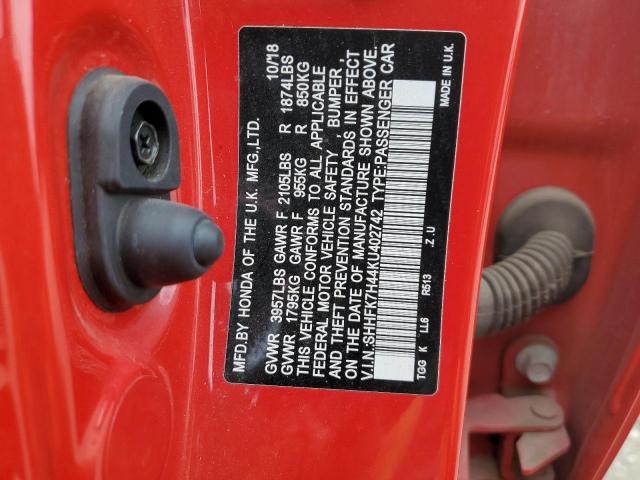 MFD.BY HONDA OF THE U.K. MFG.,LTD. 10/18
GVWR 3957LBS GAWR F 2105LBS R 1874LBS
GVWR 1795KG GAWR F 955KG R 850KG
THIS VEHICLE CONFORMS TO ALL APPLICABLE
FEDERAL MOTOR VEHICLE SAFETY , BUMPER ,
AND THEFT PREVENTION STANDARDS IN EFFECT
ON THE DATE OF MANUFACTURE SHOWN ABOVE.
V.I.N.:SHHFK7H44KU402742 TYPE:PASSENGER CAR
TGG K LL6 R513 .Z.U MADE IN U.K.